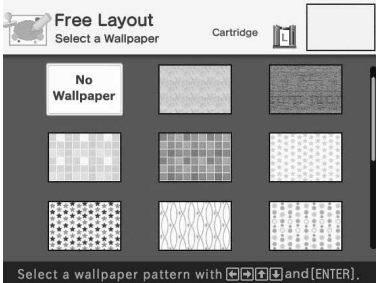 Free Layout
Select a Wallpaper
Cartridge
L
No
Wallpaper
Select a wallpaper pattern with ←→↑↓ and [ENTER].